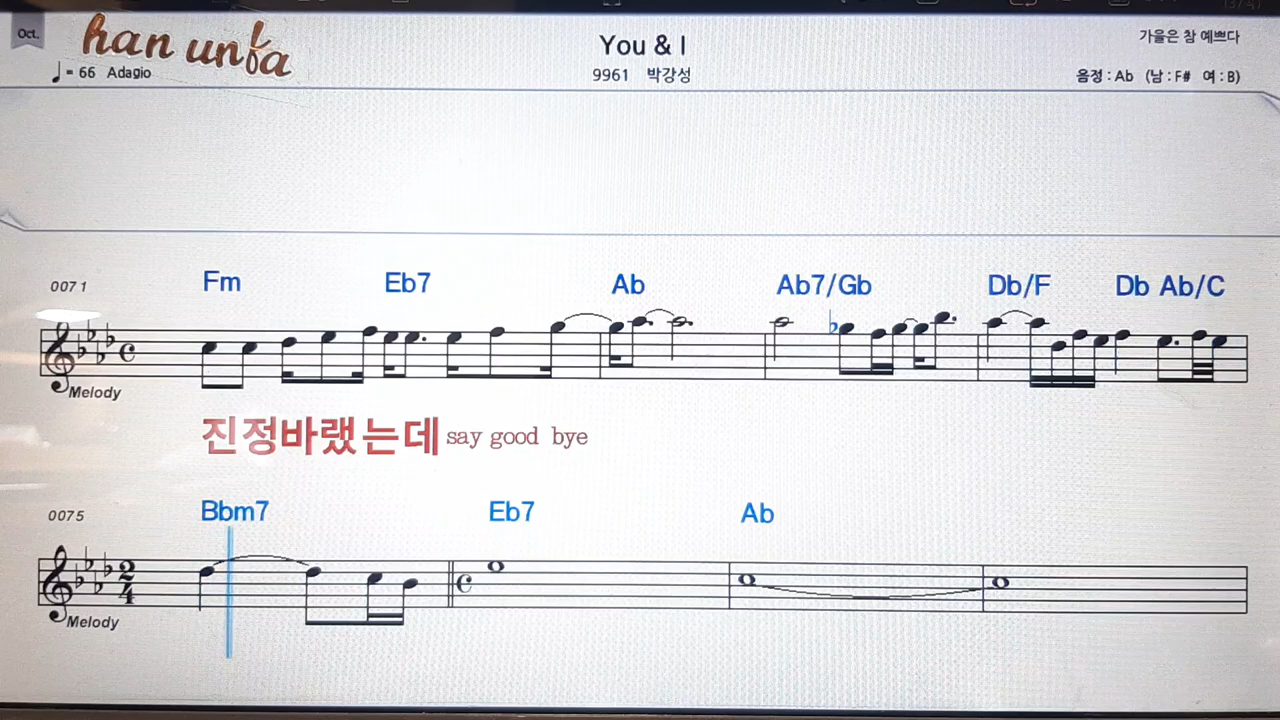 Oct.
han unfa
You & I
가을은 참 예쁘다
♩ = 66 Adagio
9961 박강성
음정 : Ab (남 : F# 여 : B)
0071
Fm Eb7 Ab Ab7/Gb Db/F Db Ab/C
Melody
진정바랬는데 say good bye
0075
Bbm7 Eb7 Ab
2
4
Melody